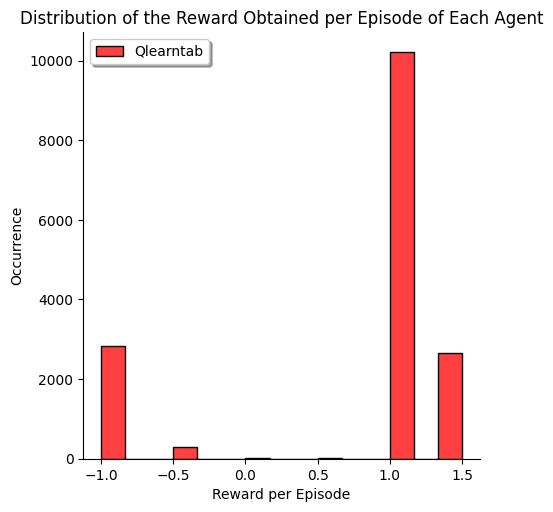 Distribution of the Reward Obtained per Episode of Each Agent
Qlearntab
10000
8000
6000
4000
2000
0
Occurrence
−1.0 −0.5 0.0 0.5 1.0 1.5
Reward per Episode